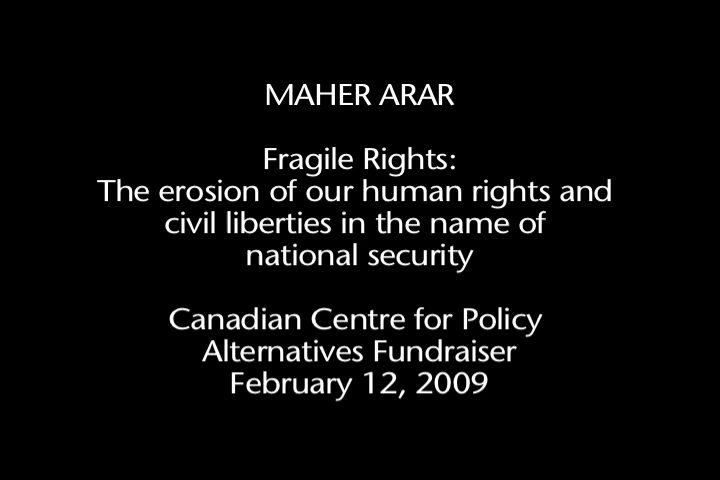 MAHER ARAR
Fragile Rights:
The erosion of our human rights and
civil liberties in the name of
national security
Canadian Centre for Policy
Alternatives Fundraiser
February 12, 2009